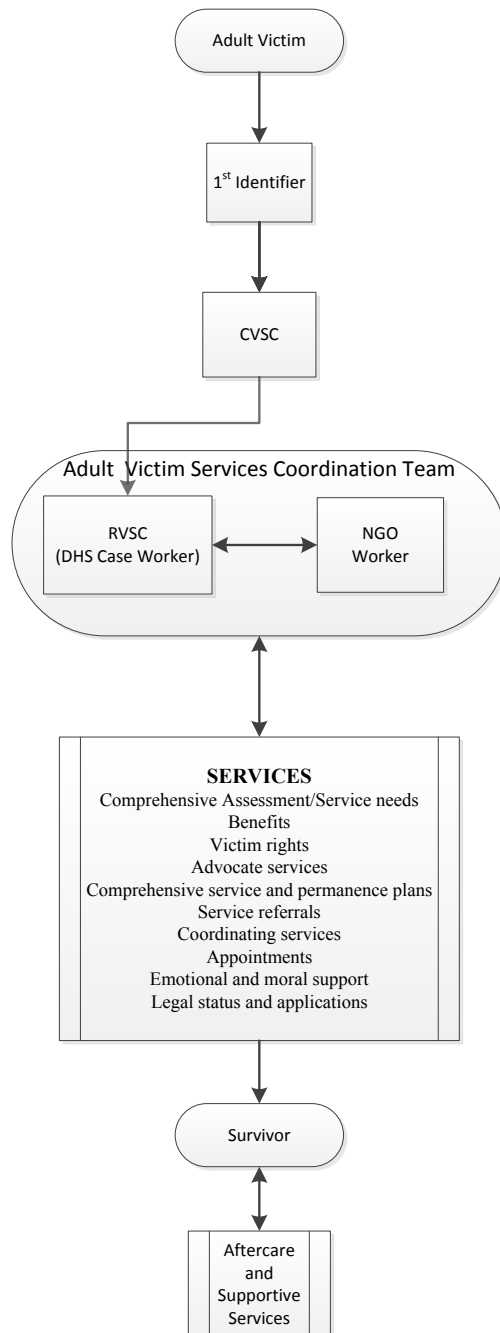 Adult Victim
1st Identifier
CVSC
Adult Victim Services Coordination Team
RVSC
(DHS Case Worker)
NGO
Worker
SERVICES
Comprehensive Assessment/Service needs
Benefits
Victim rights
Advocate services
Comprehensive service and permanence plans
Service referrals
Coordinating services
Appointments
Emotional and moral support
Legal status and applications
Survivor
Aftercare
and
Supportive
Services